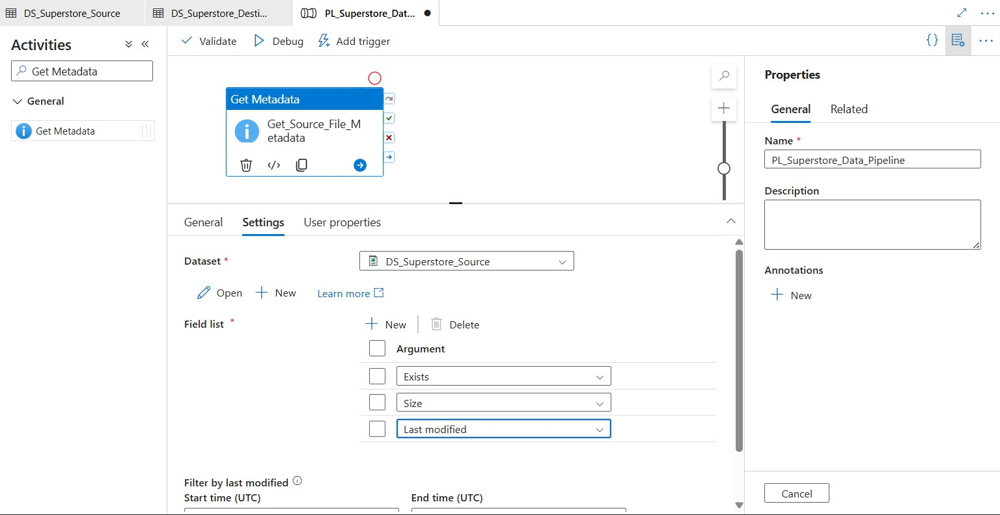 DS_Superstore_Source
DS_Superstore_Desti...
PL_Superstore_Dat...
Activities
Get Metadata
General
Get Metadata
Validate
Debug
Add trigger
Get Metadata
Get_Source_File_M
etadata
General
Settings
User properties
Dataset *
DS_Superstore_Source
Open
New
Learn more
Field list *
New
Delete
Argument
Exists
Size
Last modified
Filter by last modified
Start time (UTC)
End time (UTC)
Properties
General
Related
Name *
PL_Superstore_Data_Pipeline
Description
Annotations
New
Cancel